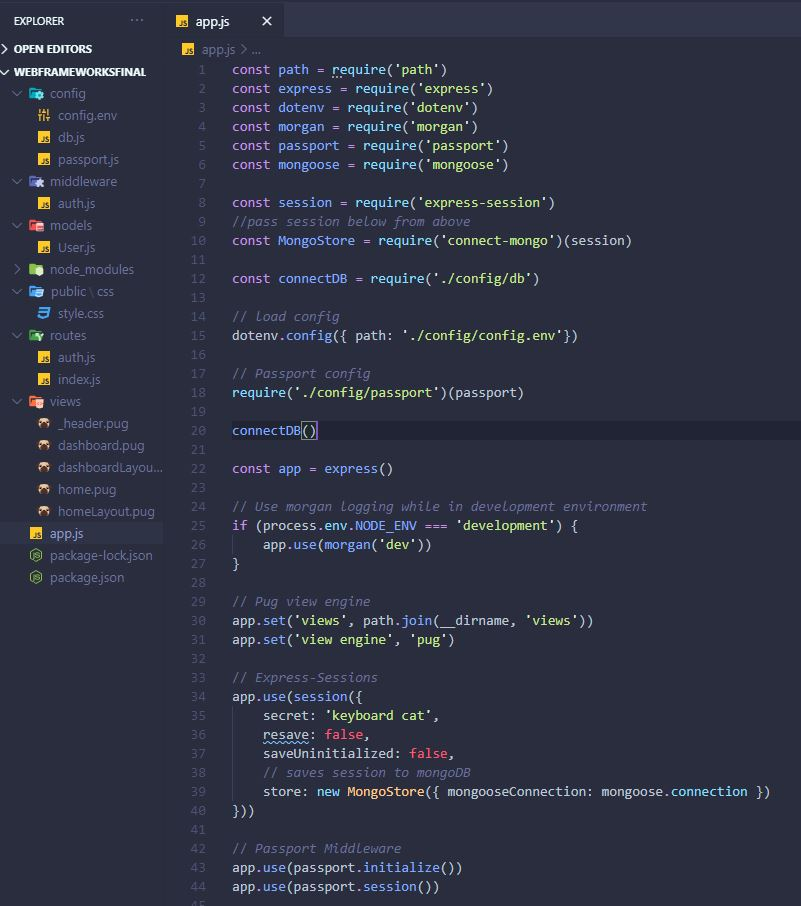 EXPLORER
OPEN EDITORS
WEBFRAMEWORKSFINAL
config
config.env
db.js
passport.js
middleware
auth.js
models
User.js
node_modules
public \ css
style.css
routes
auth.js
index.js
views
_header.pug
dashboard.pug
dashboardLayou...
home.pug
homeLayout.pug
app.js
package-lock.json
package.json
JS app.js ×
JS app.js > ...
1 const path = require('path')
2 const express = require('express')
3 const dotenv = require('dotenv')
4 const morgan = require('morgan')
5 const passport = require('passport')
6 const mongoose = require('mongoose')
7
8 const session = require('express-session')
9 //pass session below from above
10 const MongoStore = require('connect-mongo')(session)
11
12 const connectDB = require('./config/db')
13
14 // load config
15 dotenv.config({ path: './config/config.env'})
16
17 // Passport config
18 require('./config/passport')(passport)
19
20 connectDB()
21
22 const app = express()
23
24 // Use morgan logging while in development environment
25 if (process.env.NODE_ENV === 'development') {
26     app.use(morgan('dev'))
27 }
28
29 // Pug view engine
30 app.set('views', path.join(__dirname, 'views'))
31 app.set('view engine', 'pug')
32
33 // Express-Sessions
34 app.use(session({
35     secret: 'keyboard cat',
36     resave: false,
37     saveUninitialized: false,
38     // saves session to mongoDB
39     store: new MongoStore({ mongooseConnection: mongoose.connection })
40 }))
41
42 // Passport Middleware
43 app.use(passport.initialize())
44 app.use(passport.session())